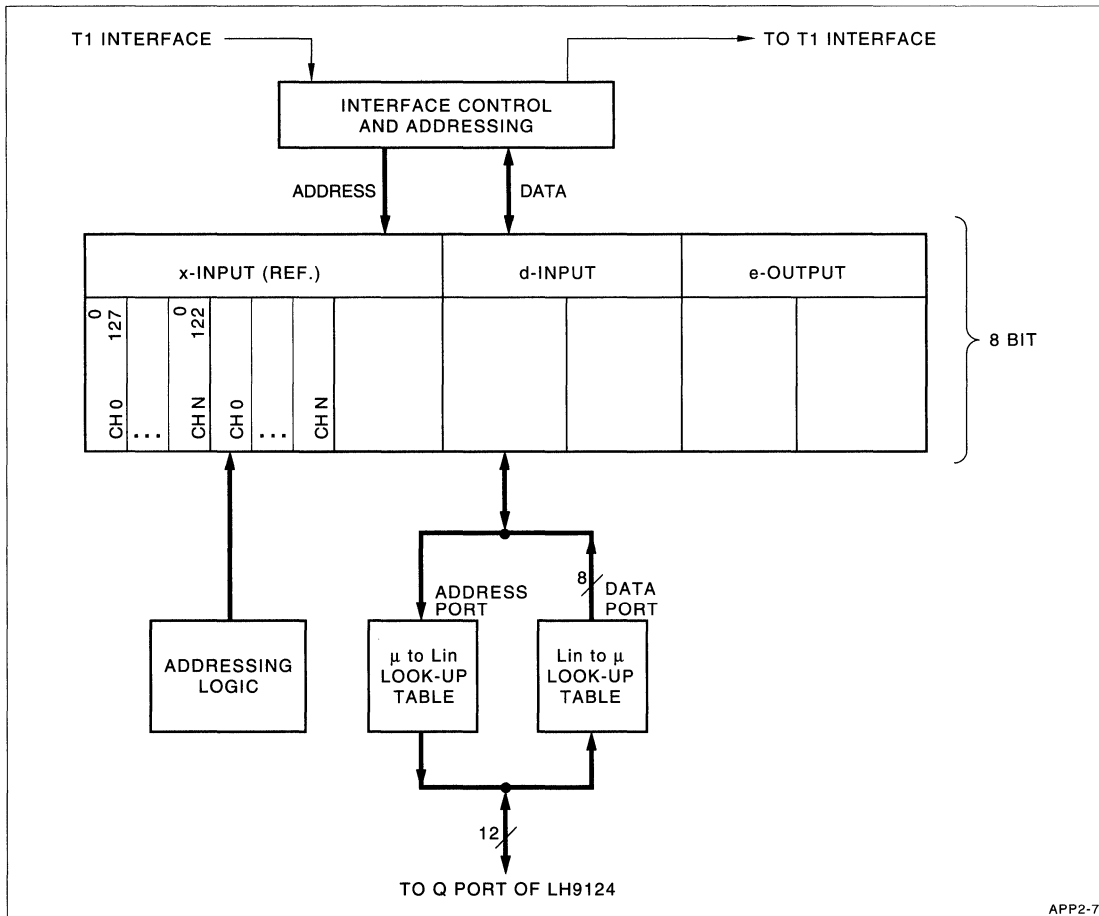 T1 INTERFACE
TO T1 INTERFACE
INTERFACE CONTROL
AND ADDRESSING
ADDRESS
DATA
x-INPUT (REF.)
d-INPUT
e-OUTPUT
0
127
0
122
CH 0
...
CH N
CH 0
...
CH N
8 BIT
ADDRESSING
LOGIC
ADDRESS
PORT
8
DATA
PORT
μ to Lin
LOOK-UP
TABLE
Lin to μ
LOOK-UP
TABLE
12
TO Q PORT OF LH9124
APP2-7